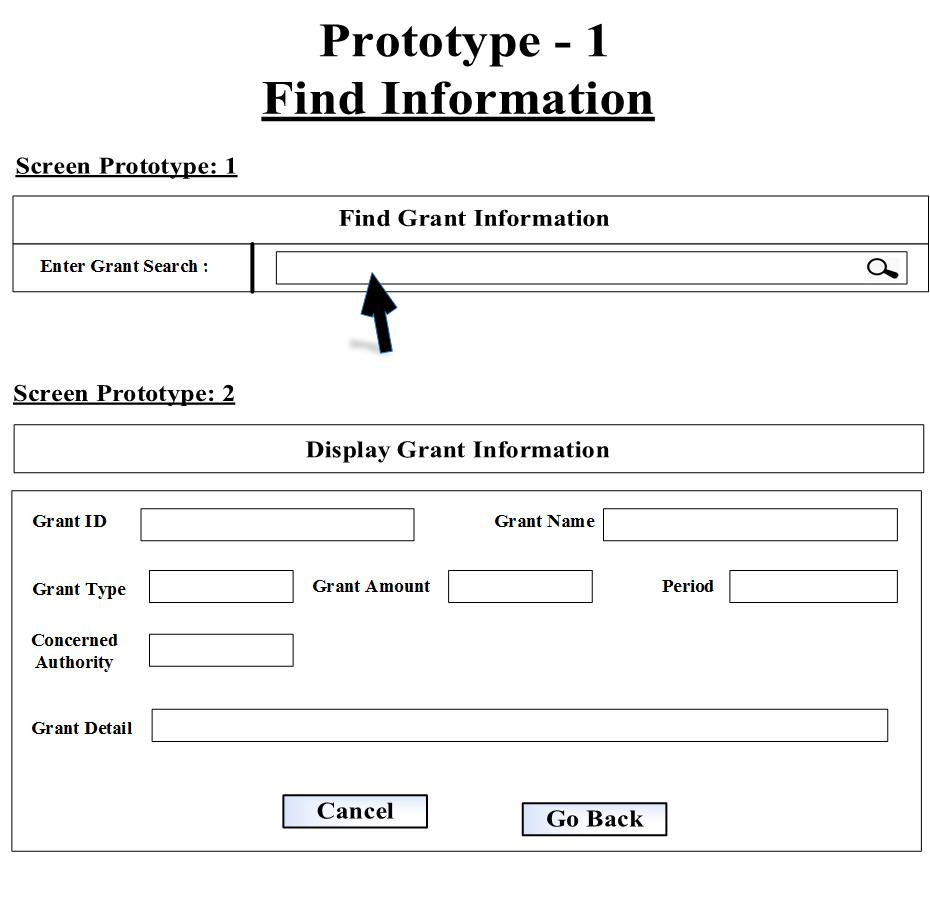 Prototype - 1
Find Information
Screen Prototype: 1
Find Grant Information
Enter Grant Search :
Screen Prototype: 2
Display Grant Information
Grant ID
Grant Name
Grant Type
Grant Amount
Period
Concerned
Authority
Grant Detail
Cancel
Go Back